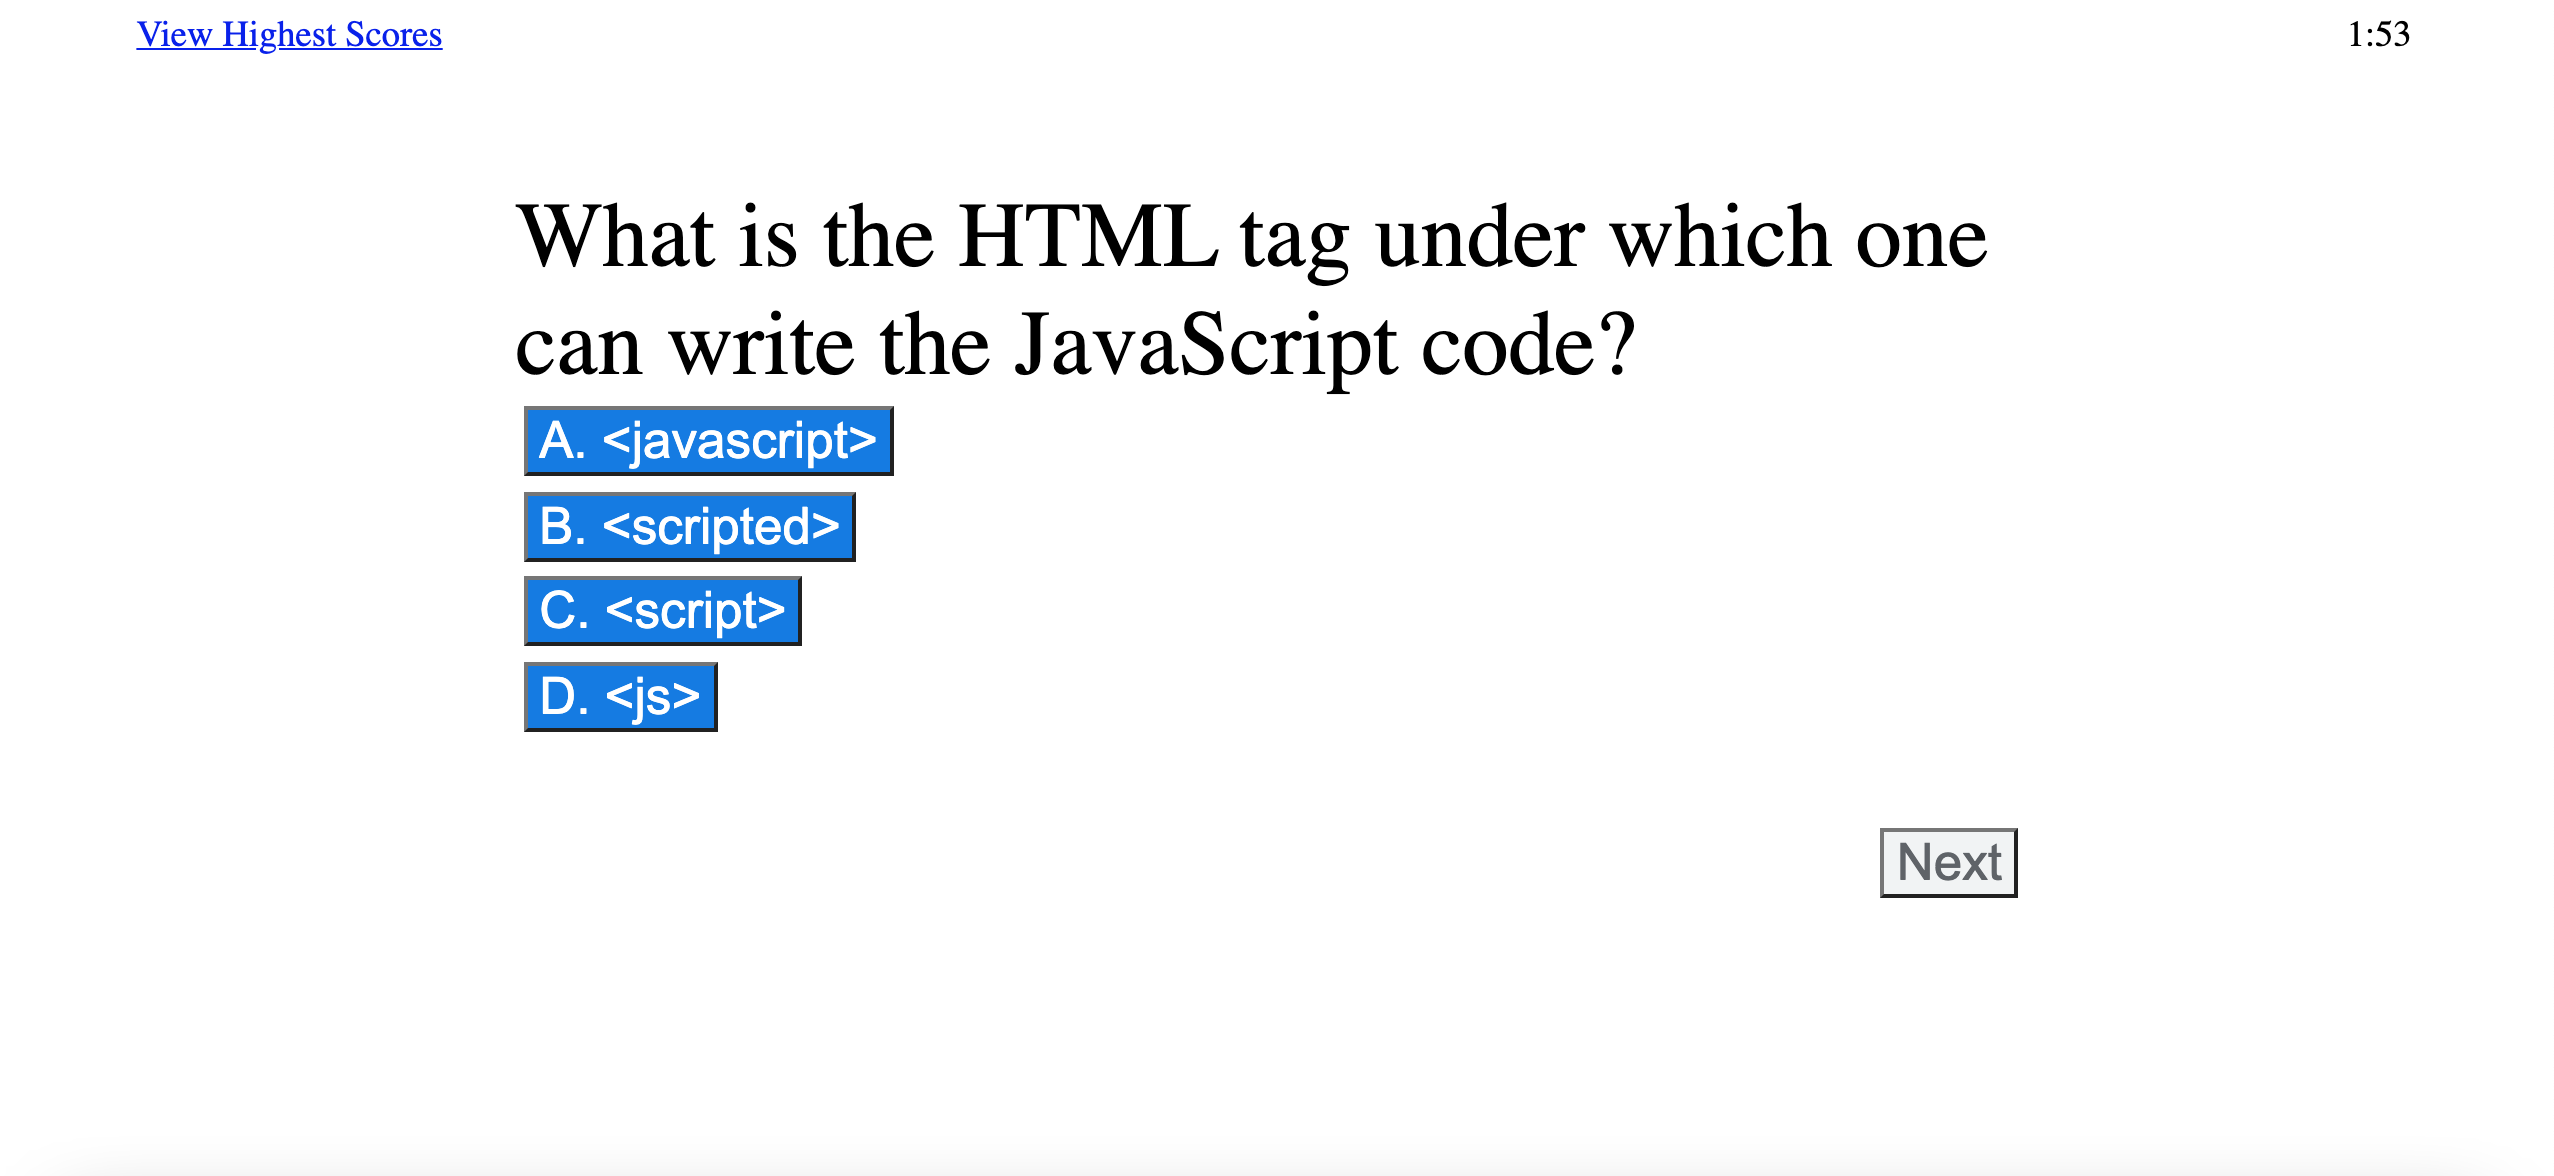 View Highest Scores
1:53
What is the HTML tag under which one
can write the JavaScript code?
A. <javascript>
B. <scripted>
C. <script>
D. <js>
Next